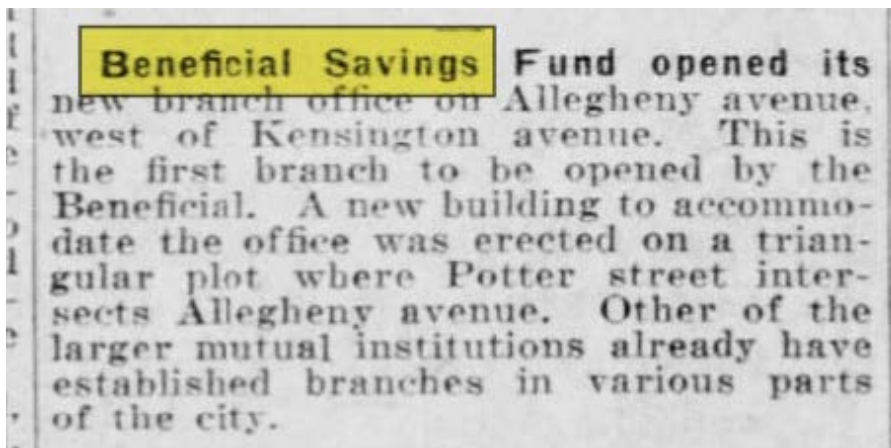 Beneficial Savings Fund opened its
new branch office on Allegheny avenue,
west of Kensington avenue. This is
the first branch to be opened by the
Beneficial. A new building to accommo-
date the office was erected on a trian-
gular plot where Potter street inter-
sects Allegheny avenue. Other of the
larger mutual institutions already have
established branches in various parts
of the city.